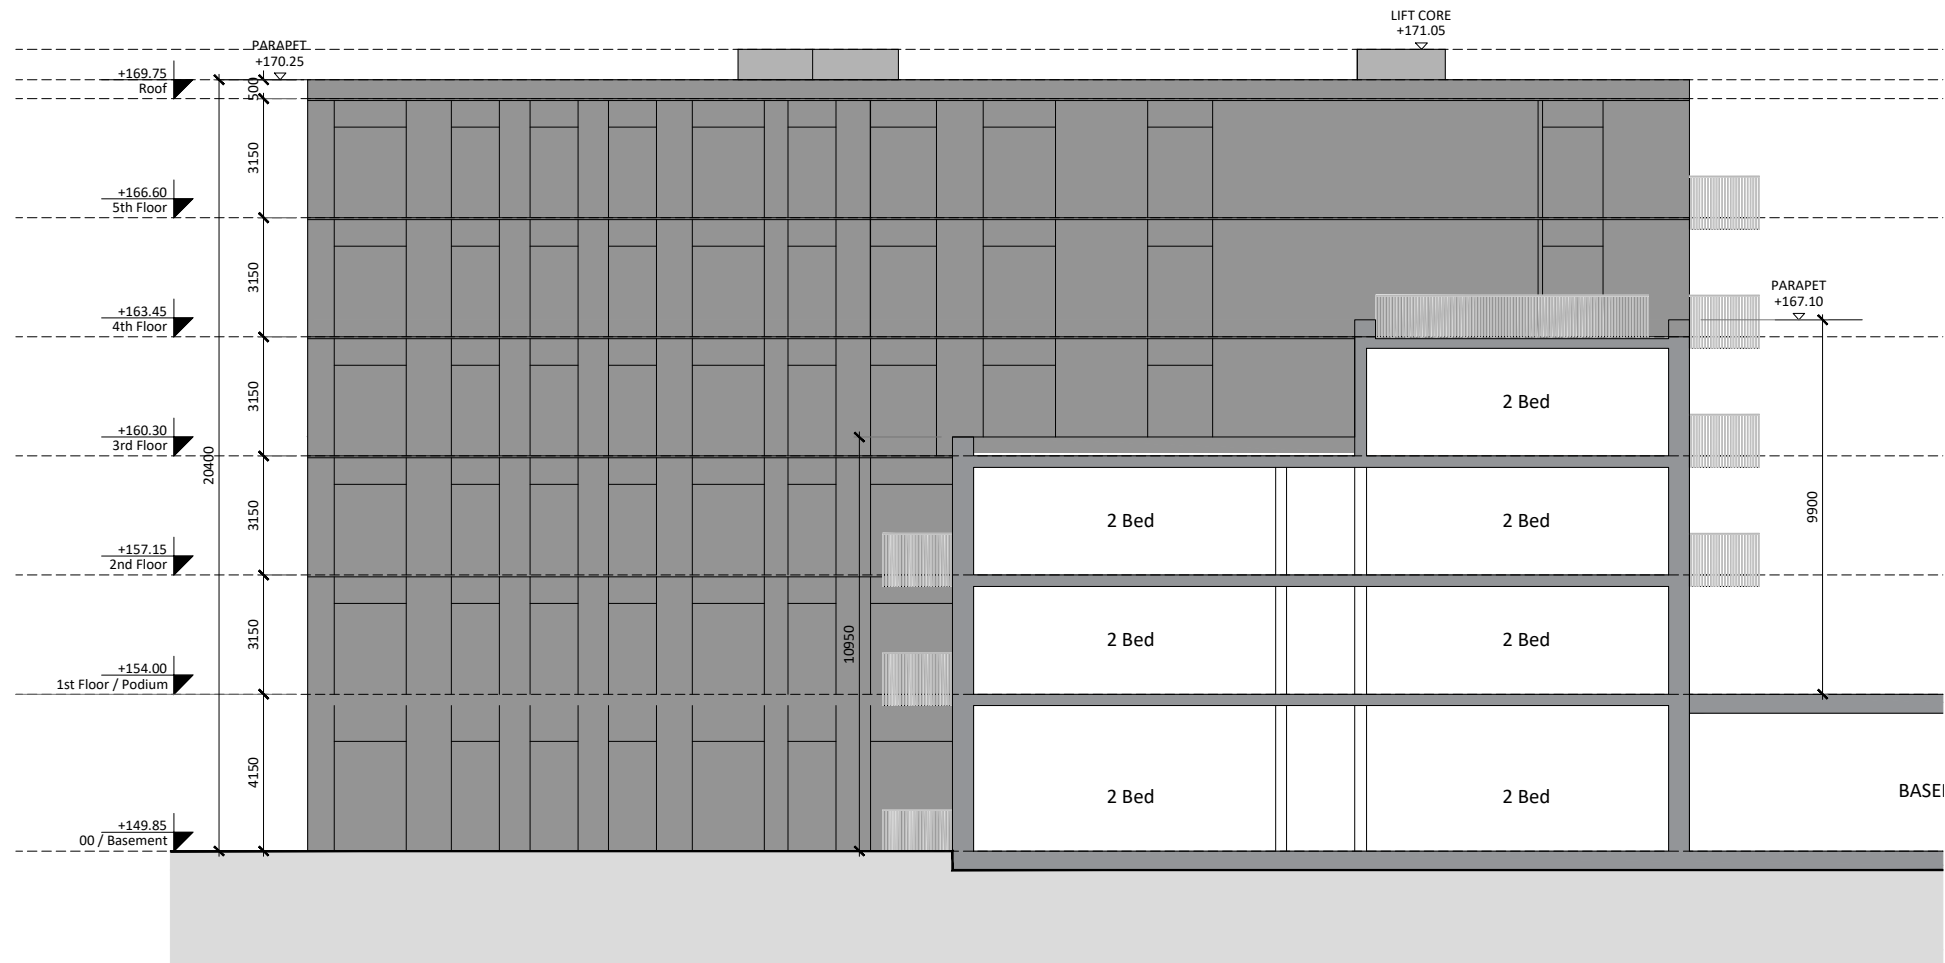 LIFT CORE
+171.05
PARAPET
+170.25
+169.75
Roof
500
3150
+166.60
5th Floor
3150
PARAPET
+167.10
+163.45
4th Floor
3150
2 Bed
+160.30
3rd Floor
20400
3150
2 Bed
2 Bed
9900
+157.15
2nd Floor
3150
10950
2 Bed
2 Bed
+154.00
1st Floor / Podium
4150
2 Bed
2 Bed
BASE
+149.85
00 / Basement